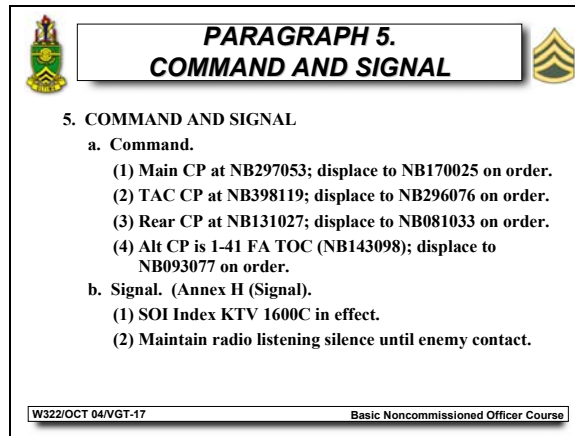 PARAGRAPH 5.
COMMAND AND SIGNAL
5. COMMAND AND SIGNAL
a. Command.
(1) Main CP at NB297053; displace to NB170025 on order.
(2) TAC CP at NB398119; displace to NB296076 on order.
(3) Rear CP at NB131027; displace to NB081033 on order.
(4) Alt CP is 1-41 FA TOC (NB143098); displace to
NB093077 on order.
b. Signal. (Annex H (Signal).
(1) SOI Index KTV 1600C in effect.
(2) Maintain radio listening silence until enemy contact.
W322/OCT 04/VGT-17 Basic Noncommissioned Officer Course